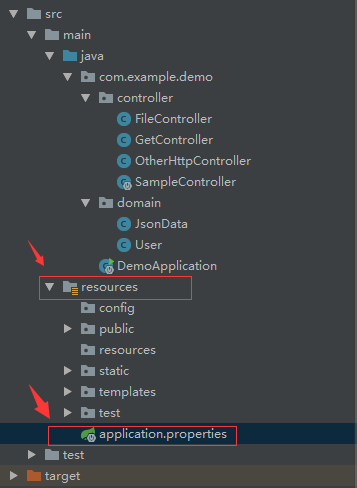 src
main
java
com.example.demo
controller
FileController
GetController
OtherHttpController
SampleController
domain
JsonData
User
DemoApplication
resources
config
public
resources
static
templates
test
application.properties
test
target